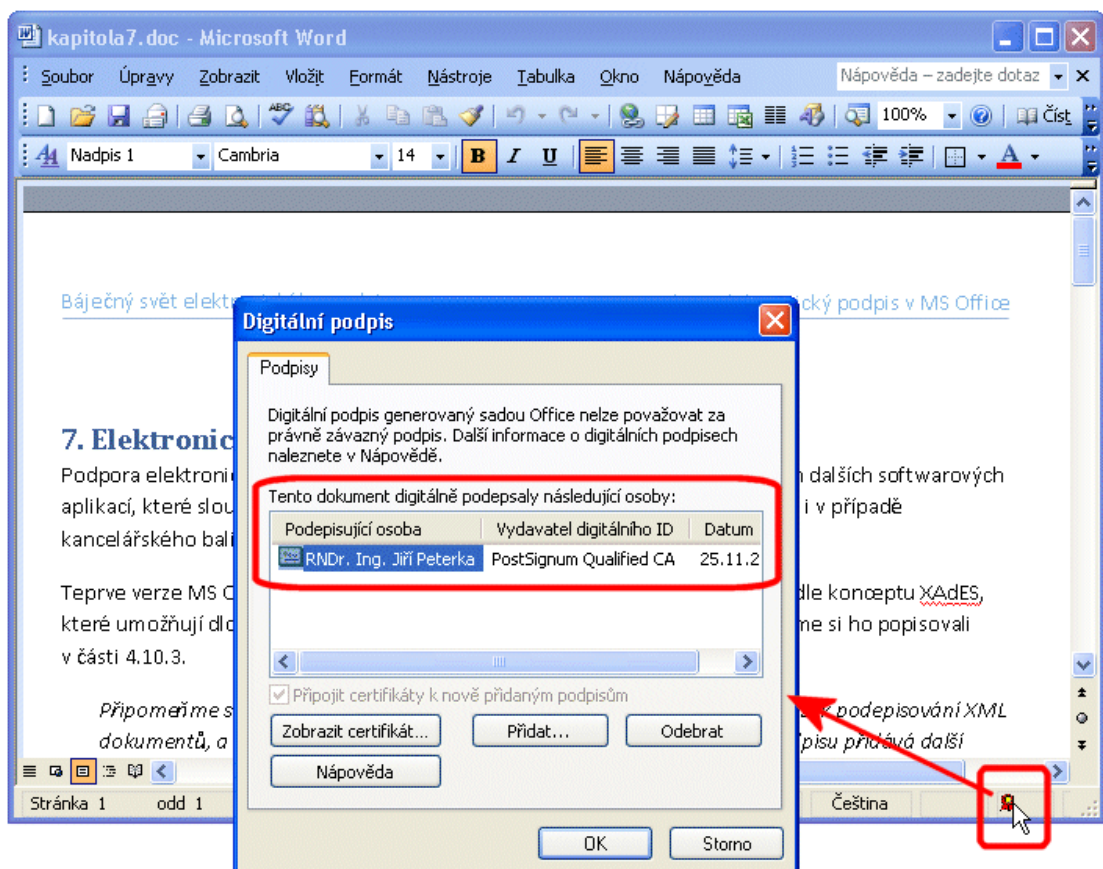 kapitola7.doc - Microsoft Word
Soubor Úpravy Zobrazit Vložit Formát Nástroje Tabulka Okno Nápověda Nápověda – zadejte dotaz
100% Číst
Nadpis 1 Cambria 14 B I U A
Báječný svět cký podpis v MS Office
Digitální podpis
Podpisy
Digitální podpis generovaný sadou Office nelze považovat za
právně závazný podpis. Další informace o digitálních podpisech
naleznete v Nápovědě.
7. Elektronic
Podpora elektroni dalších softwarových
Tento dokument digitálně podepsaly následující osoby:
aplikací, které slou i v případě
Podepisující osoba Vydavatel digitálního ID Datum
kancelářského bali
RNDr. Ing. Jiří Peterka PostSignum Qualified CA 25.11.2
Teprve verze MS O dle konceptu XAdES,
které umožňují dlo me si ho popisovali
v části 4.10.3.
Připojit certifikáty k nově přidaným podpisům
Připomeňme s k podepisování XML
Zobrazit certifikát... Přidat... Odebrat
dokumentů, a pisu přidává další
Nápověda
Stránka 1 odd 1 Čeština
OK Storno